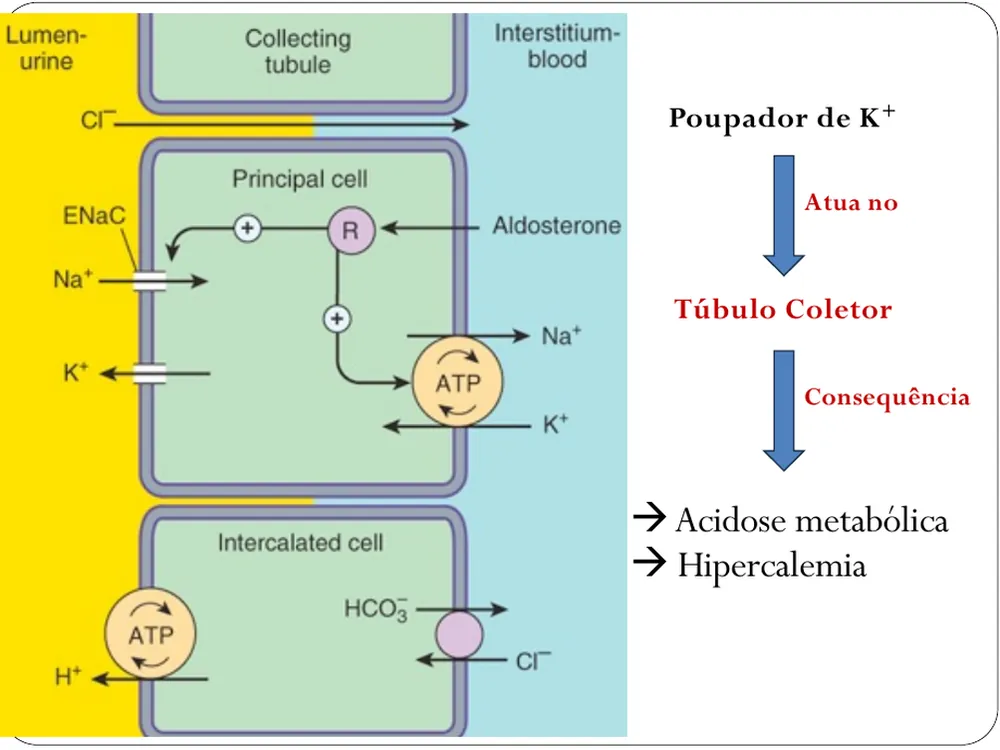 Lumen-
urine
Collecting
tubule
Interstitium-
blood
Cl⁻
Principal cell
ENaC
+
R
Aldosterone
Na⁺
+
Na⁺
K⁺
ATP
K⁺
Intercalated cell
HCO₃⁻
ATP
Cl⁻
H⁺
Poupador de K⁺
Atua no
Túbulo Coletor
Consequência
→ Acidose metabólica
→ Hipercalemia